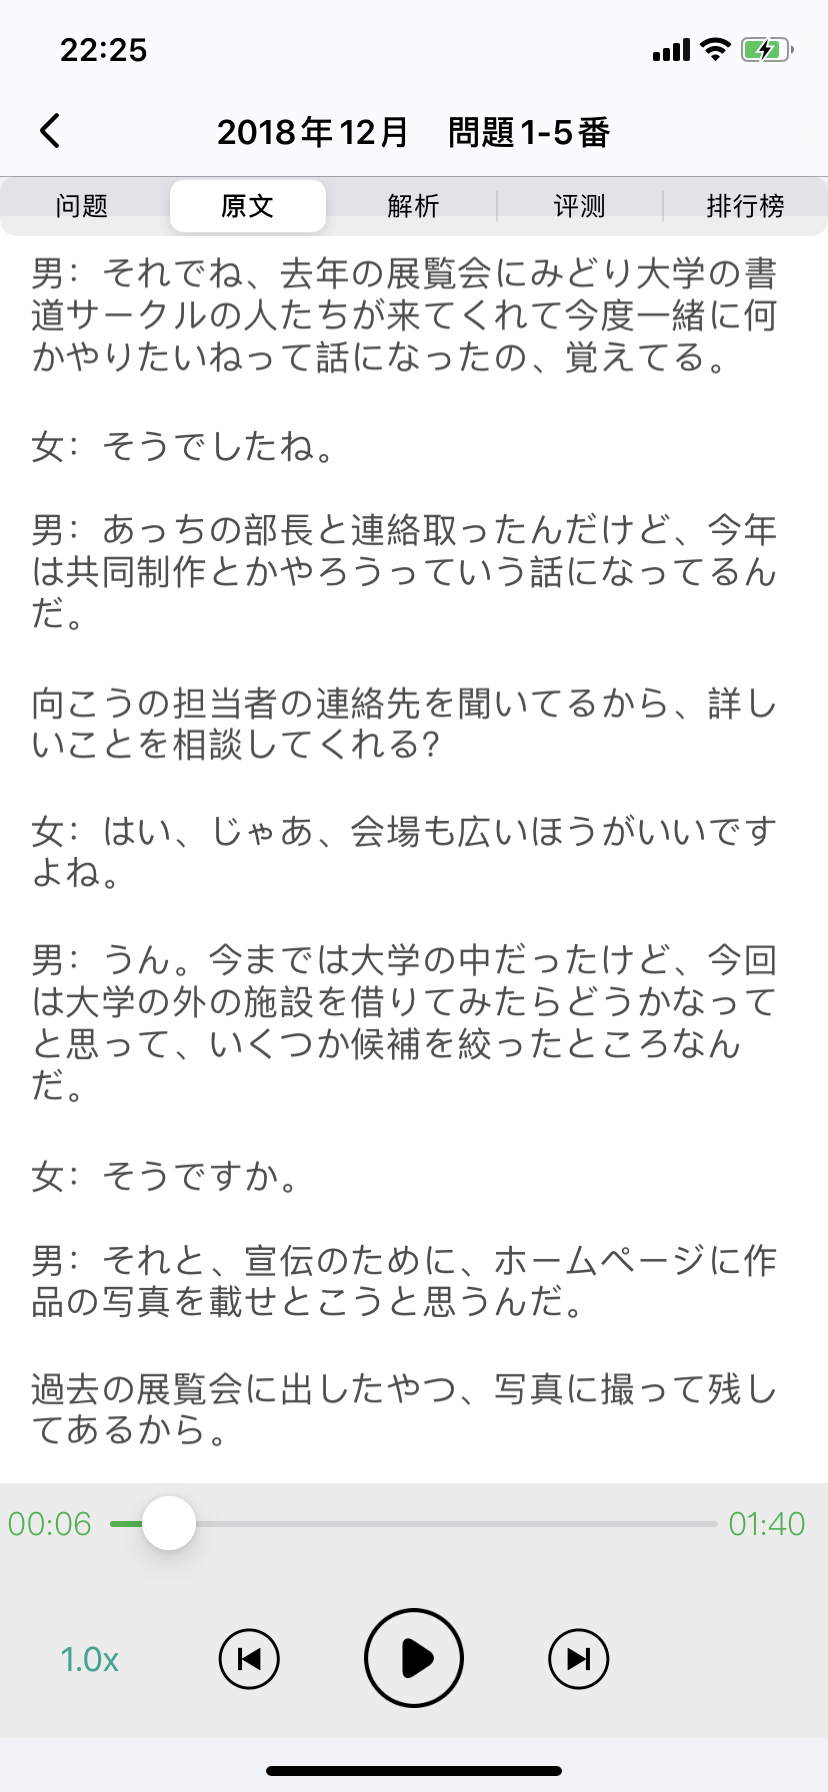 22:25
2018年12月 問題1-5番
问题 原文 解析 评测 排行榜
男：それでね、去年の展覧会にみどり大学の書
道サークルの人たちが来てくれて今度一緒に何
かやりたいねって話になったの、覚えてる。
女：そうでしたね。
男：あっちの部長と連絡取ったんだけど、今年
は共同制作とかやろうっていう話になってるん
だ。
向こうの担当者の連絡先を聞いてるから、詳し
いことを相談してくれる?
女：はい、じゃあ、会場も広いほうがいいです
よね。
男：うん。今までは大学の中だったけど、今回
は大学の外の施設を借りてみたらどうかなって
と思って、いくつか候補を絞ったところなん
だ。
女：そうですか。
男：それと、宣伝のために、ホームページに作
品の写真を載せとこうと思うんだ。
過去の展覧会に出したやつ、写真に撮って残し
てあるから。
00:06 01:40
1.0x